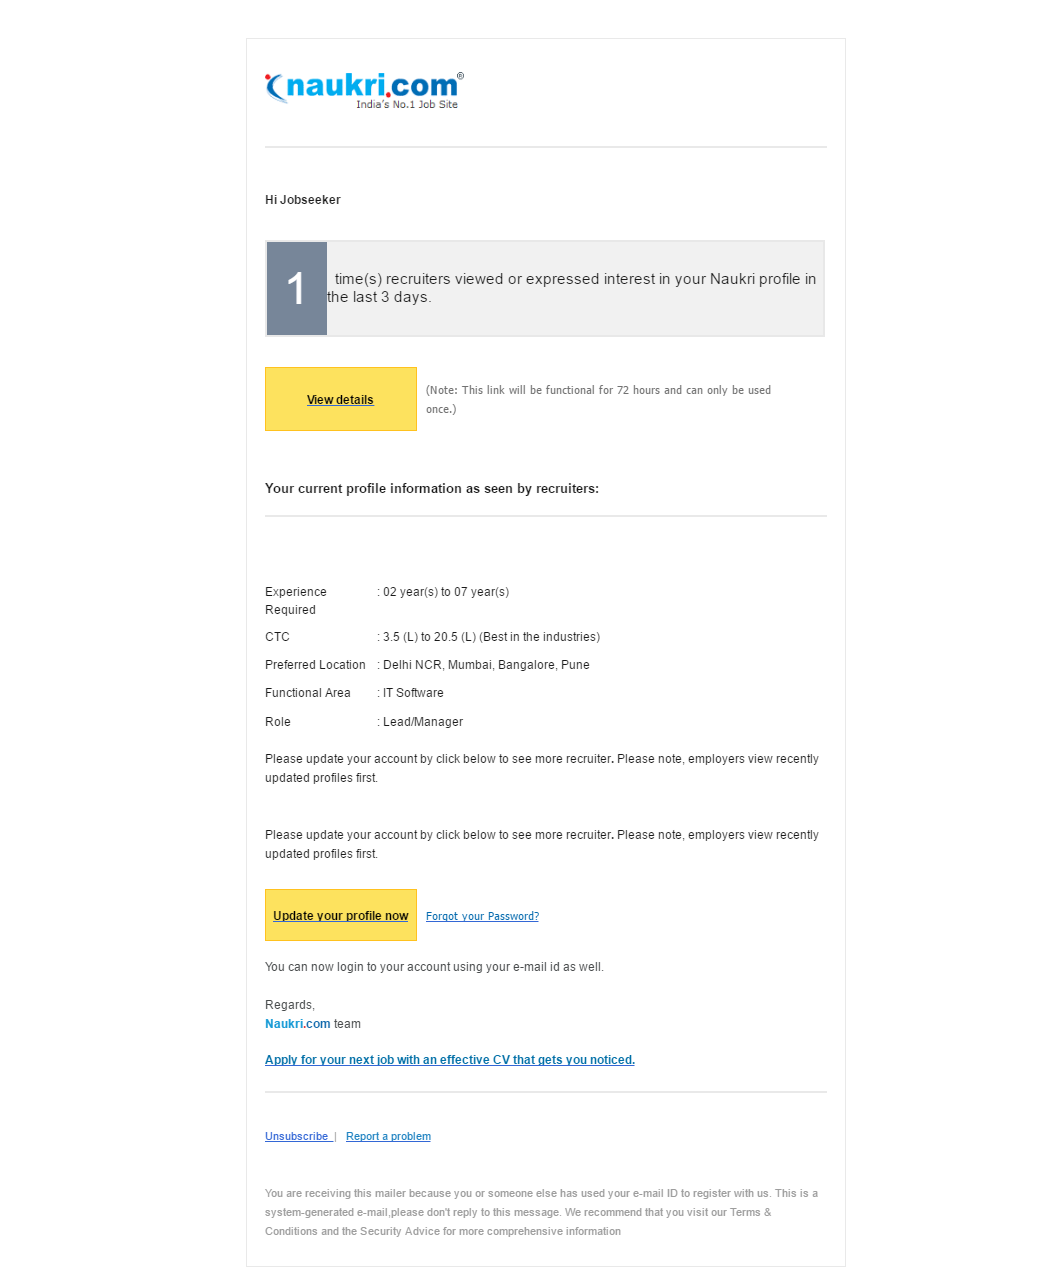 naukri.com®
India's No.1 Job Site
Hi Jobseeker
1
time(s) recruiters viewed or expressed interest in your Naukri profile in
the last 3 days.
View details
(Note: This link will be functional for 72 hours and can only be used
once.)
Your current profile information as seen by recruiters:
Experience : 02 year(s) to 07 year(s)
Required
CTC : 3.5 (L) to 20.5 (L) (Best in the industries)
Preferred Location : Delhi NCR, Mumbai, Bangalore, Pune
Functional Area : IT Software
Role : Lead/Manager
Please update your account by click below to see more recruiter. Please note, employers view recently
updated profiles first.
Please update your account by click below to see more recruiter. Please note, employers view recently
updated profiles first.
Update your profile now Forgot your Password?
You can now login to your account using your e-mail id as well.
Regards,
Naukri.com team
Apply for your next job with an effective CV that gets you noticed.
Unsubscribe | Report a problem
You are receiving this mailer because you or someone else has used your e-mail ID to register with us. This is a
system-generated e-mail,please don't reply to this message. We recommend that you visit our Terms &
Conditions and the Security Advice for more comprehensive information